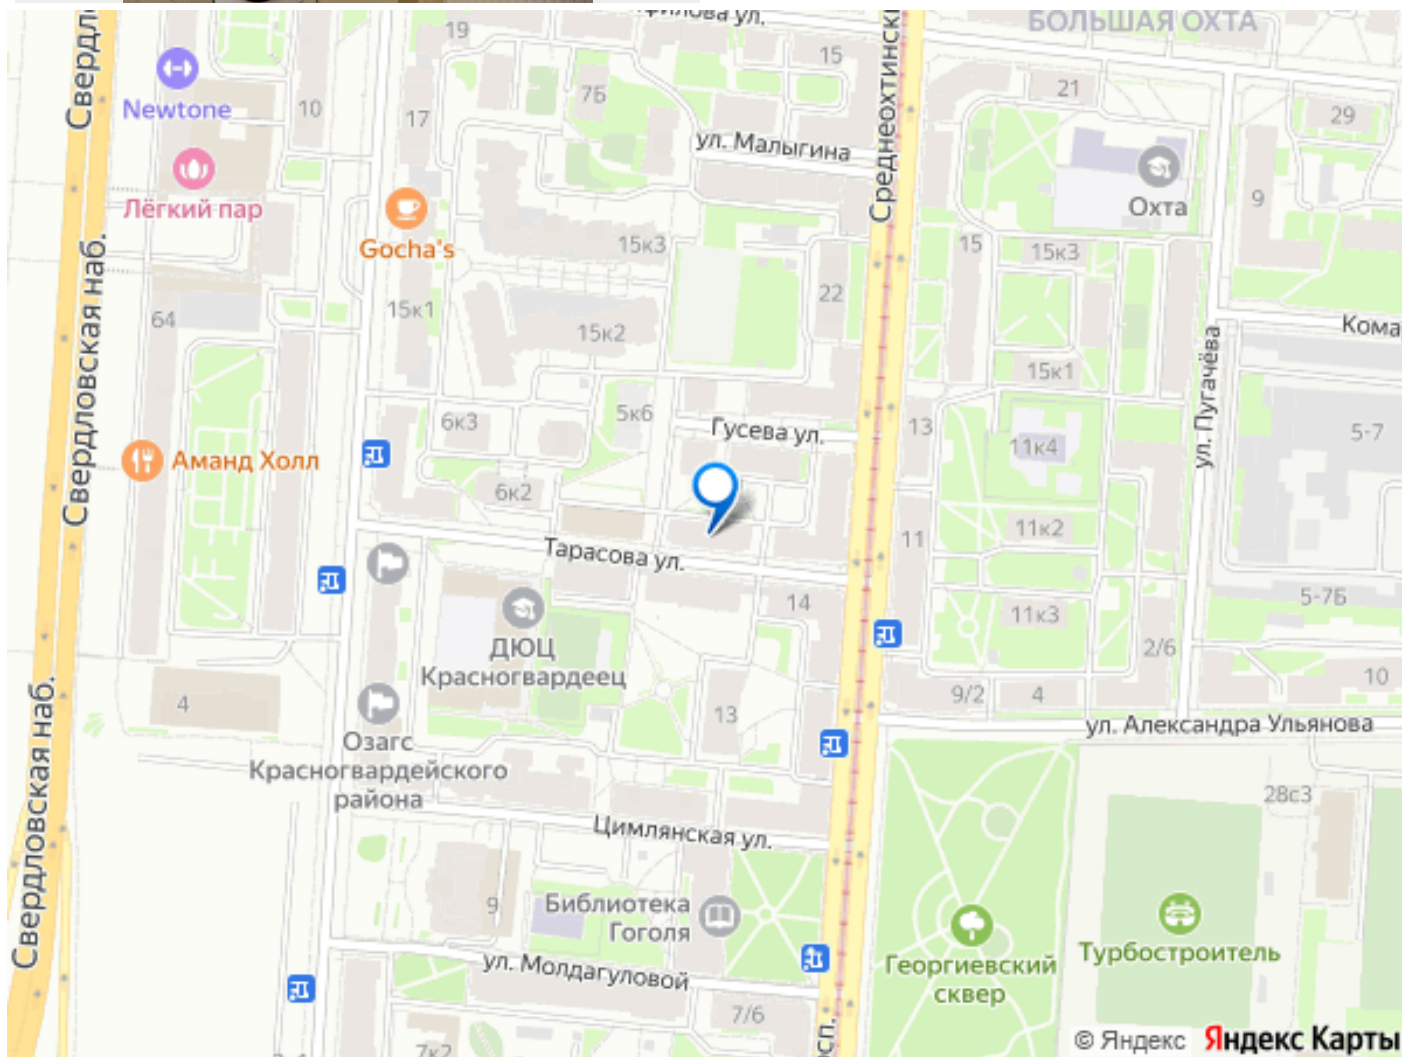 БОЛЬШАЯ ОХТА
19
15
Свердл
Newtone
10
17
7Б
21
29
ул. Малыгина
Среднеохтинск
Лёгкий пар
Охта
9
Gocha's
15к3
15
15к3
22
15к1
64
15к2
Кома
Свердловская наб.
15к1
ул. Пугачёва
6к3
5к6
Гусева ул.
13
11к4
5-7
Аманд Холл
6к2
Тарасова ул.
11
11к2
14
11к3
5-7Б
ДЮЦ
Красногвардеец
2/6
4
9/2
4
10
13
ул. Александра Ульянова
Озагс
Красногвардейского
района
Свердловская наб.
28с3
Цимлянская ул.
9
Библиотека
Гоголя
Георгиевский
сквер
Турбостроитель
ул. Молдагуловой
7/6
7к2
© Яндекс Яндекс Карты